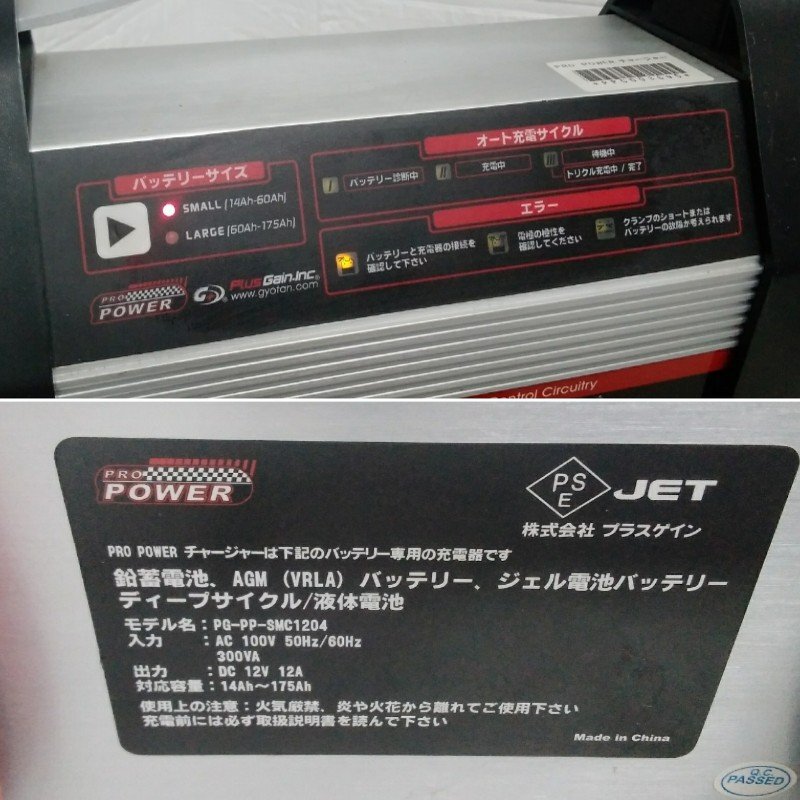 PRO POWER チャージャー
オート充電サイクル
バッテリーサイズ
I バッテリー診断中
II 充電中
III 待機中
トリクル充電中 / 完了
SMALL (14Ah-60Ah)
LARGE (60Ah-175Ah)
エラー
バッテリーと充電器の接続を
確認して下さい
電極の極性を
確認してください
クランプのショートまたは
バッテリーの故障が考えられます
PRO
POWER
PlusGain.Inc.
www.gyofan.com
Control Circuitry
PRO
POWER
PS
E
JET
株式会社 プラスゲイン
PRO POWER チャージャーは下記のバッテリー専用の充電器です
鉛蓄電池、AGM (VRLA) バッテリー、ジェル電池バッテリー
ディープサイクル/液体電池
モデル名：PG-PP-SMC1204
入力 ：AC 100V 50Hz/60Hz
300VA
出力 ：DC 12V 12A
対応容量：14Ah～175Ah
使用上の注意：火気厳禁、炎や火花から離れてご使用下さい
充電前には必ず取扱説明書を読んで下さい
Made in China
Q.C.
PASSED